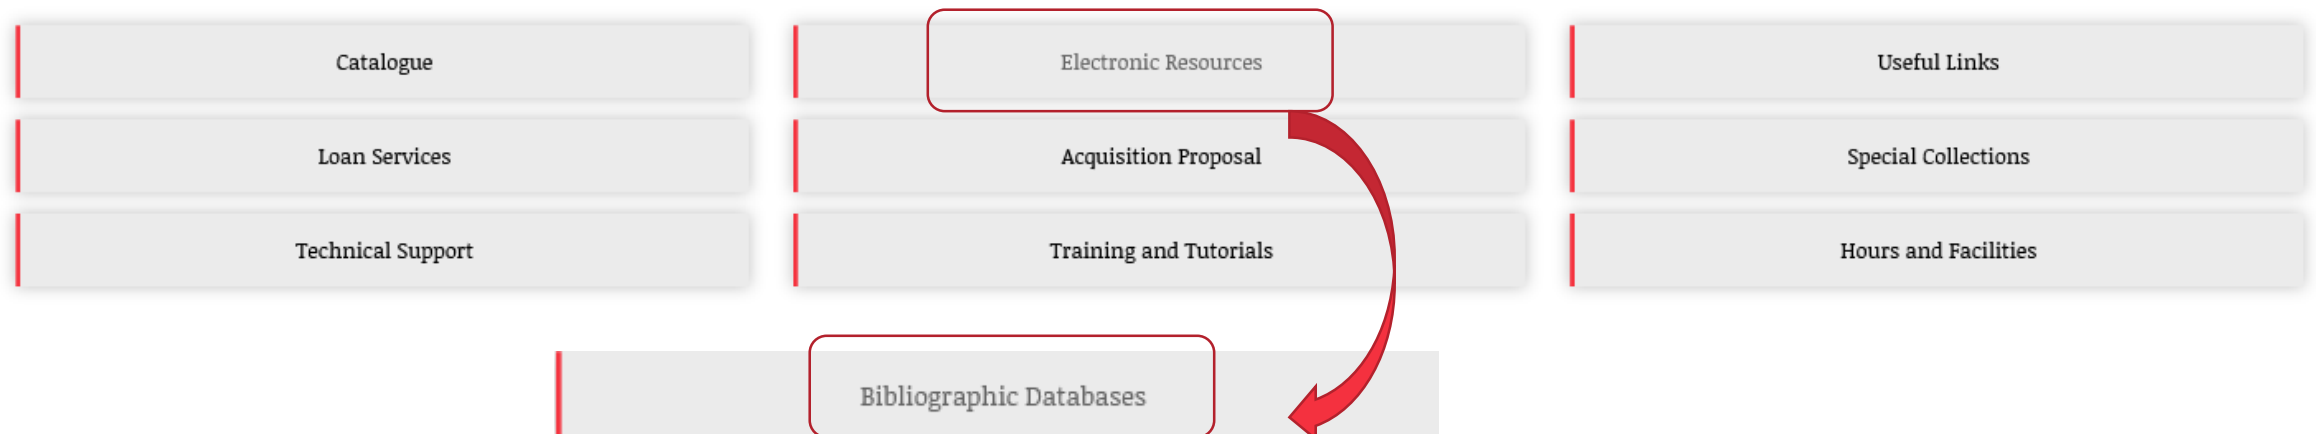 Catalogue
Electronic Resources
Useful Links
Loan Services
Acquisition Proposal
Special Collections
Technical Support
Training and Tutorials
Hours and Facilities
Bibliographic Databases